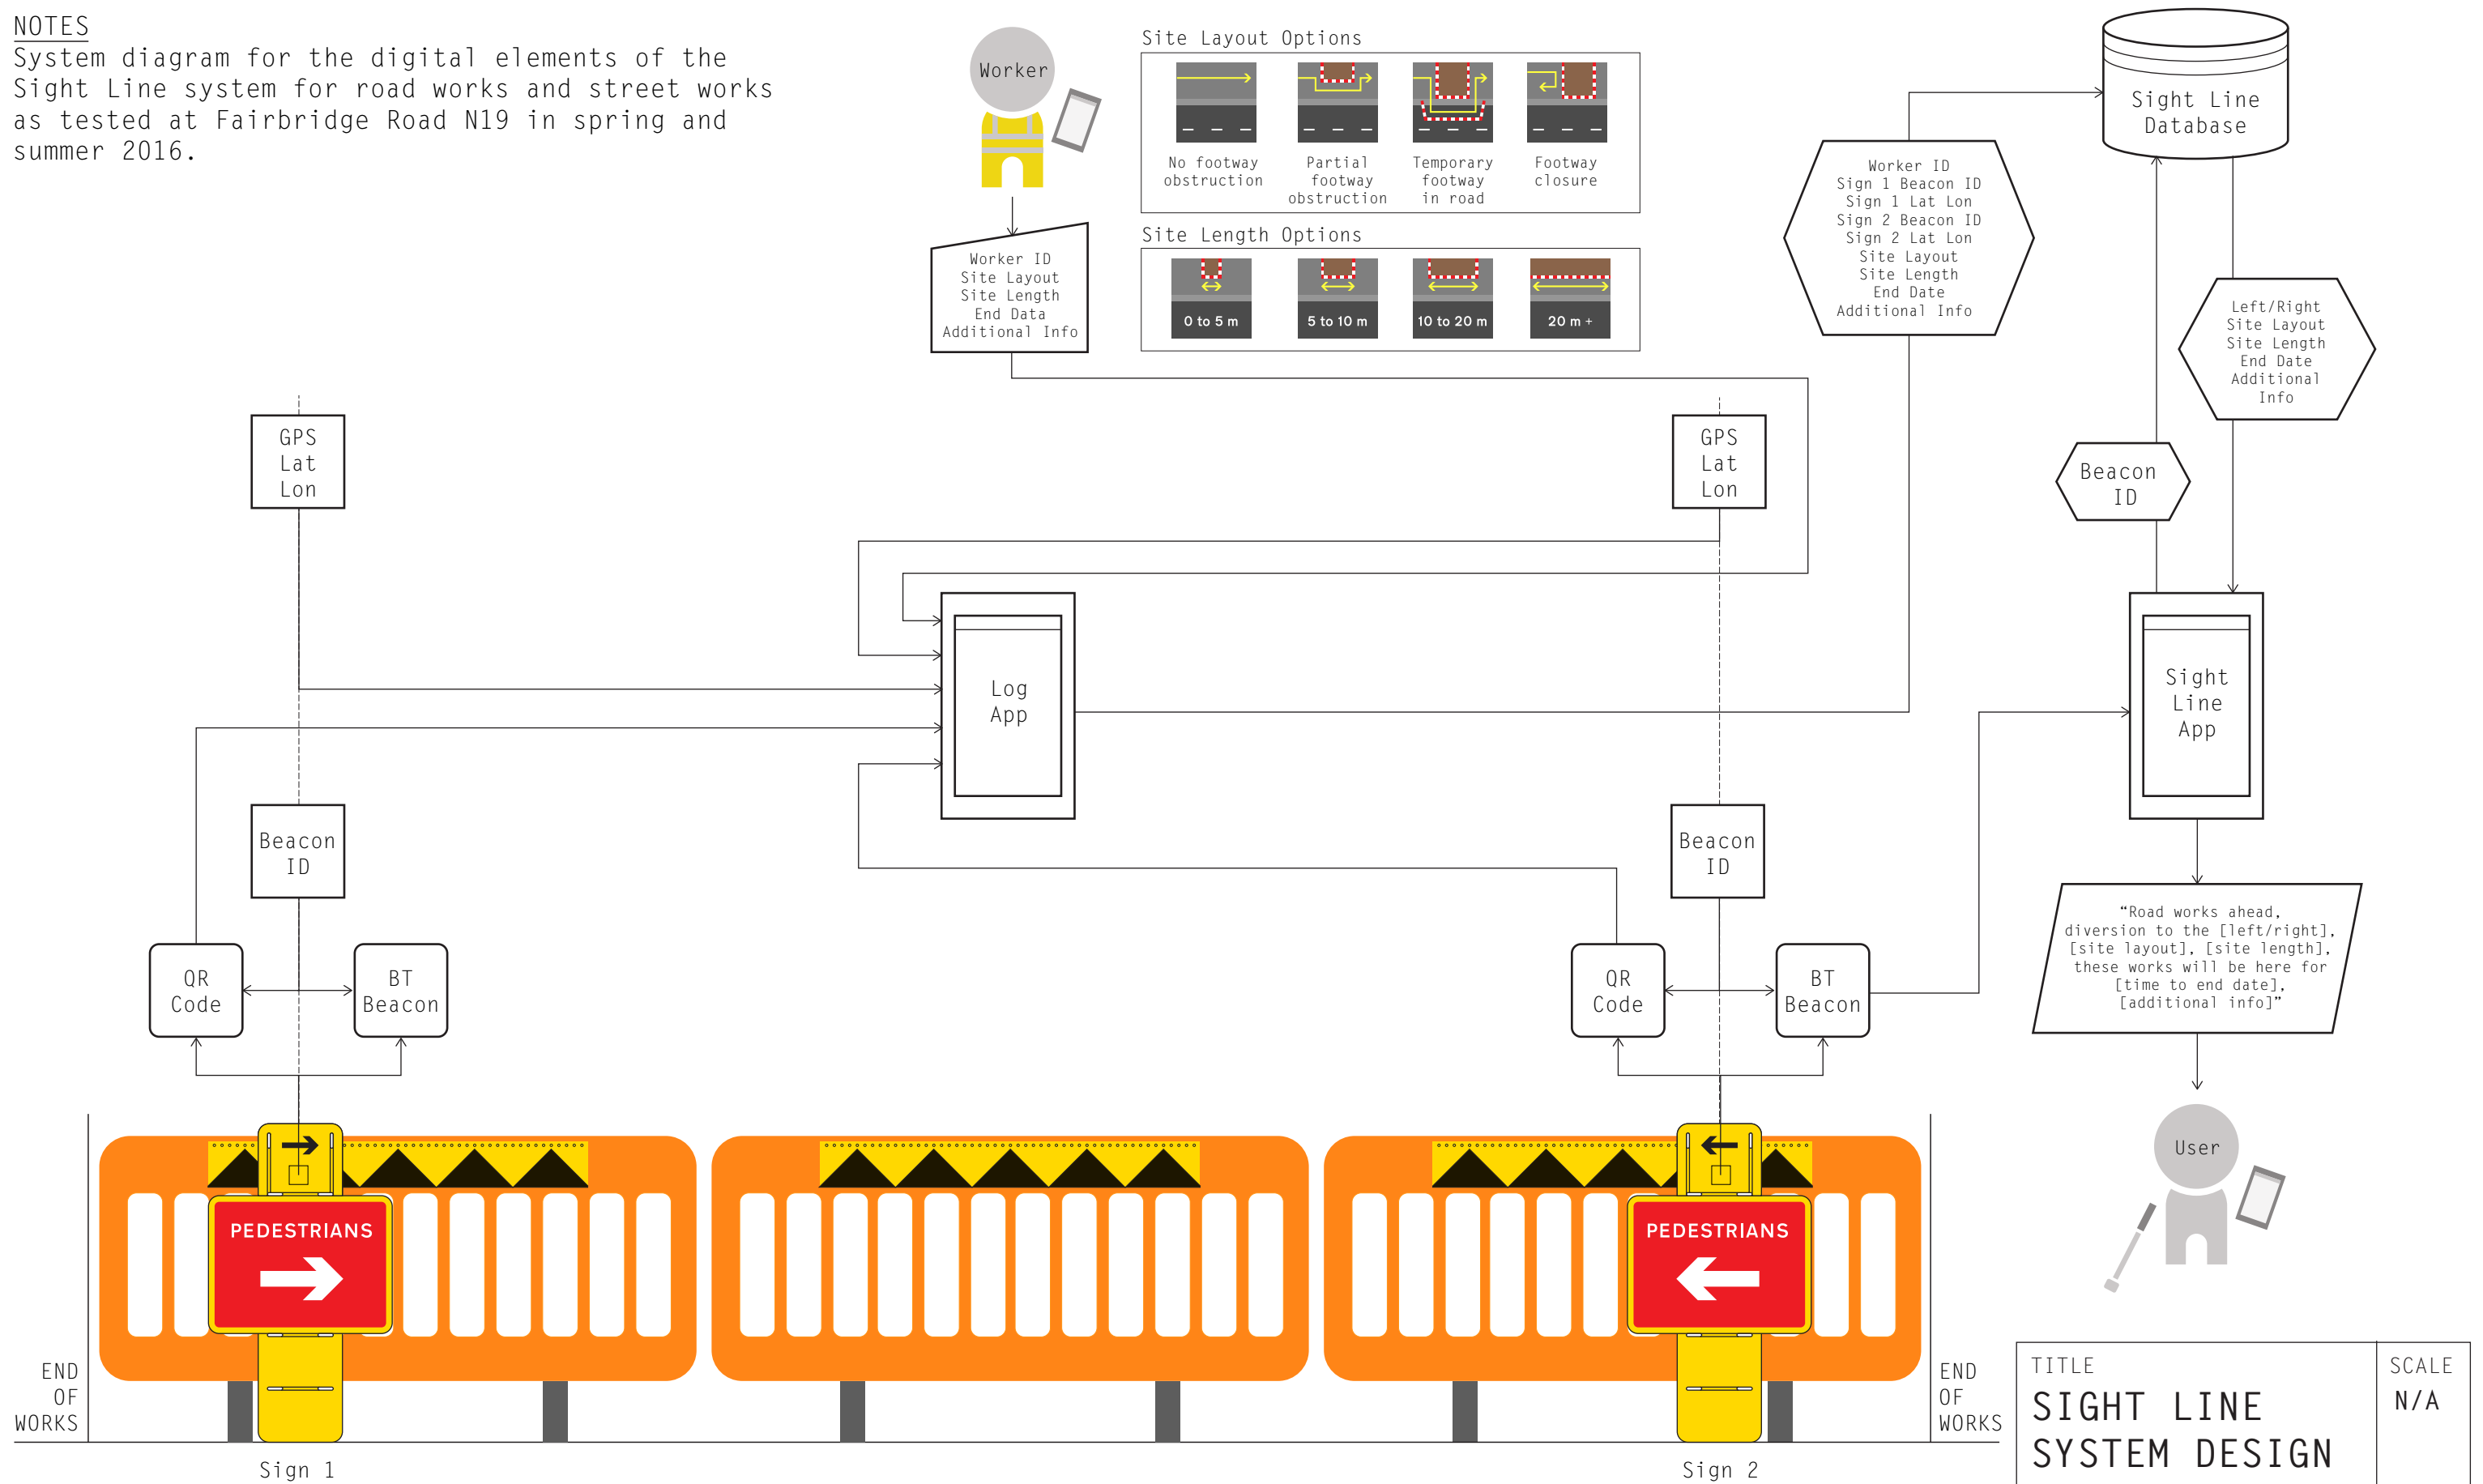 NOTES
System diagram for the digital elements of the
Sight Line system for road works and street works
as tested at Fairbridge Road N19 in spring and
summer 2016.
Worker
Worker ID
Site Layout
Site Length
End Data
Additional Info
Site Layout Options
No footway
obstruction
Partial
footway
obstruction
Temporary
footway
in road
Footway
closure
Site Length Options
0 to 5 m
5 to 10 m
10 to 20 m
20 m +
Worker ID
Sign 1 Beacon ID
Sign 1 Lat Lon
Sign 2 Beacon ID
Sign 2 Lat Lon
Site Layout
Site Length
End Date
Additional Info
Sight Line
Database
Left/Right
Site Layout
Site Length
End Date
Additional
Info
Beacon
ID
GPS
Lat
Lon
GPS
Lat
Lon
Log
App
Sight
Line
App
Beacon
ID
Beacon
ID
QR
Code
BT
Beacon
QR
Code
BT
Beacon
“Road works ahead,
diversion to the [left/right],
[site layout], [site length],
these works will be here for
[time to end date],
[additional info]”
User
PEDESTRIANS
PEDESTRIANS
END
OF
WORKS
END
OF
WORKS
Sign 1
Sign 2
TITLE
SIGHT LINE
SYSTEM DESIGN
SCALE
N/A